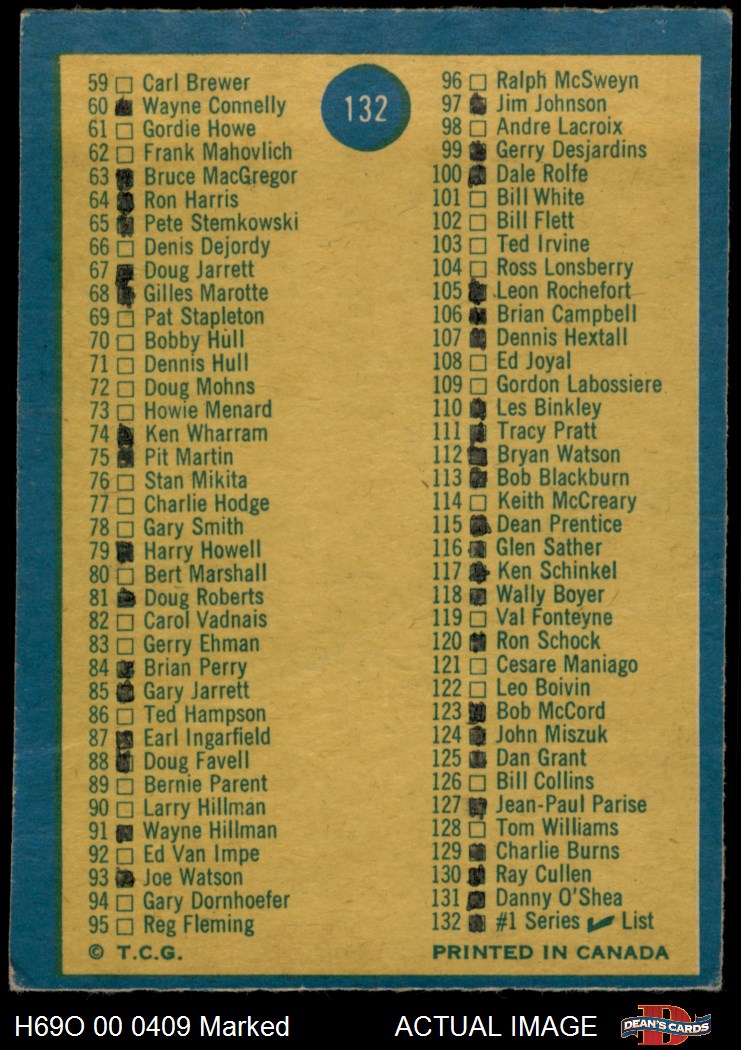 132
59 Carl Brewer
60 Wayne Connelly
61 Gordie Howe
62 Frank Mahovlich
63 Bruce MacGregor
64 Ron Harris
65 Pete Stemkowski
66 Denis Dejordy
67 Doug Jarrett
68 Gilles Marotte
69 Pat Stapleton
70 Bobby Hull
71 Dennis Hull
72 Doug Mohns
73 Howie Menard
74 Ken Wharram
75 Pit Martin
76 Stan Mikita
77 Charlie Hodge
78 Gary Smith
79 Harry Howell
80 Bert Marshall
81 Doug Roberts
82 Carol Vadnais
83 Gerry Ehman
84 Brian Perry
85 Gary Jarrett
86 Ted Hampson
87 Earl Ingarfield
88 Doug Favell
89 Bernie Parent
90 Larry Hillman
91 Wayne Hillman
92 Ed Van Impe
93 Joe Watson
94 Gary Dornhoefer
95 Reg Fleming
© T.C.G.
96 Ralph McSweyn
97 Jim Johnson
98 Andre Lacroix
99 Gerry Desjardins
100 Dale Rolfe
101 Bill White
102 Bill Flett
103 Ted Irvine
104 Ross Lonsberry
105 Leon Rochefort
106 Brian Campbell
107 Dennis Hextall
108 Ed Joyal
109 Gordon Labossiere
110 Les Binkley
111 Tracy Pratt
112 Bryan Watson
113 Bob Blackburn
114 Keith McCreary
115 Dean Prentice
116 Glen Sather
117 Ken Schinkel
118 Wally Boyer
119 Val Fonteyne
120 Ron Schock
121 Cesare Maniago
122 Leo Boivin
123 Bob McCord
124 John Miszuk
125 Dan Grant
126 Bill Collins
127 Jean-Paul Parise
128 Tom Williams
129 Charlie Burns
130 Ray Cullen
131 Danny O'Shea
132 #1 Series ✓ List
PRINTED IN CANADA
H69O 00 0409 Marked
ACTUAL IMAGE
D
DEAN'S CARDS